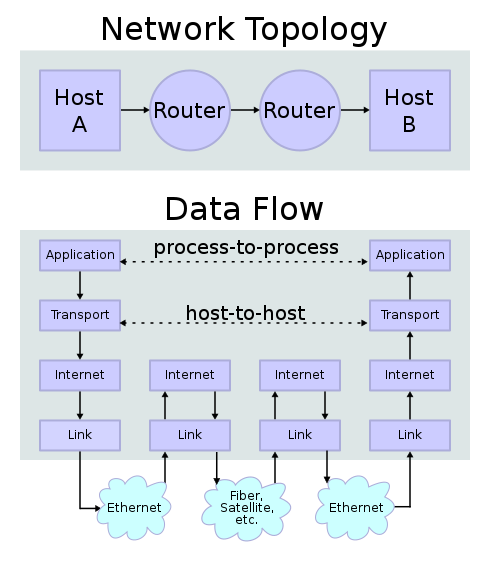 Network Topology
Host
A
Router
Router
Host
B
Data Flow
Application
process-to-process
Application
Transport
host-to-host
Transport
Internet
Internet
Internet
Internet
Link
Link
Link
Link
Ethernet
Fiber,
Satellite,
etc.
Ethernet